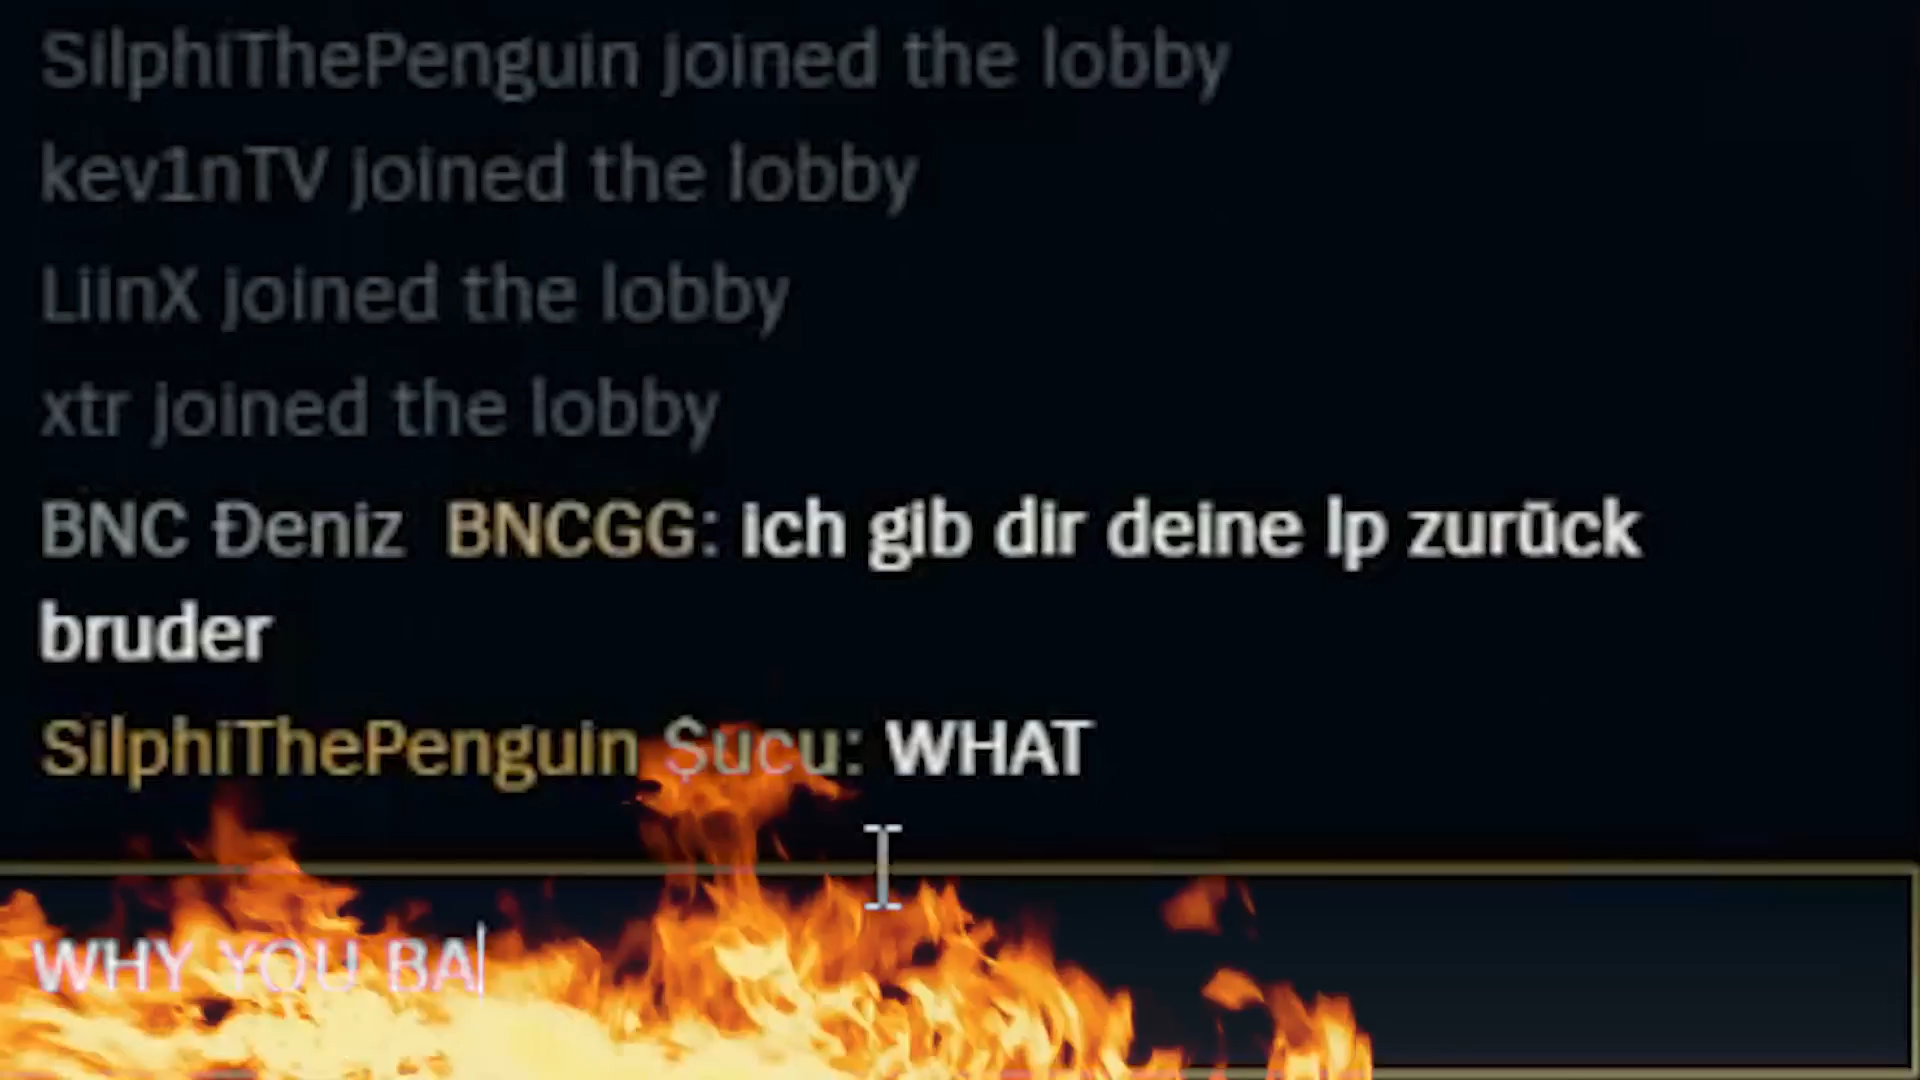 SilphiThePenguin joined the lobby
kev1nTV joined the lobby
LiinX joined the lobby
xtr joined the lobby
BNC Đeniz BNCGG: ich gib dir deine lp zurück
bruder
SilphiThePenguin $ucu: WHAT
WHY YOU BA